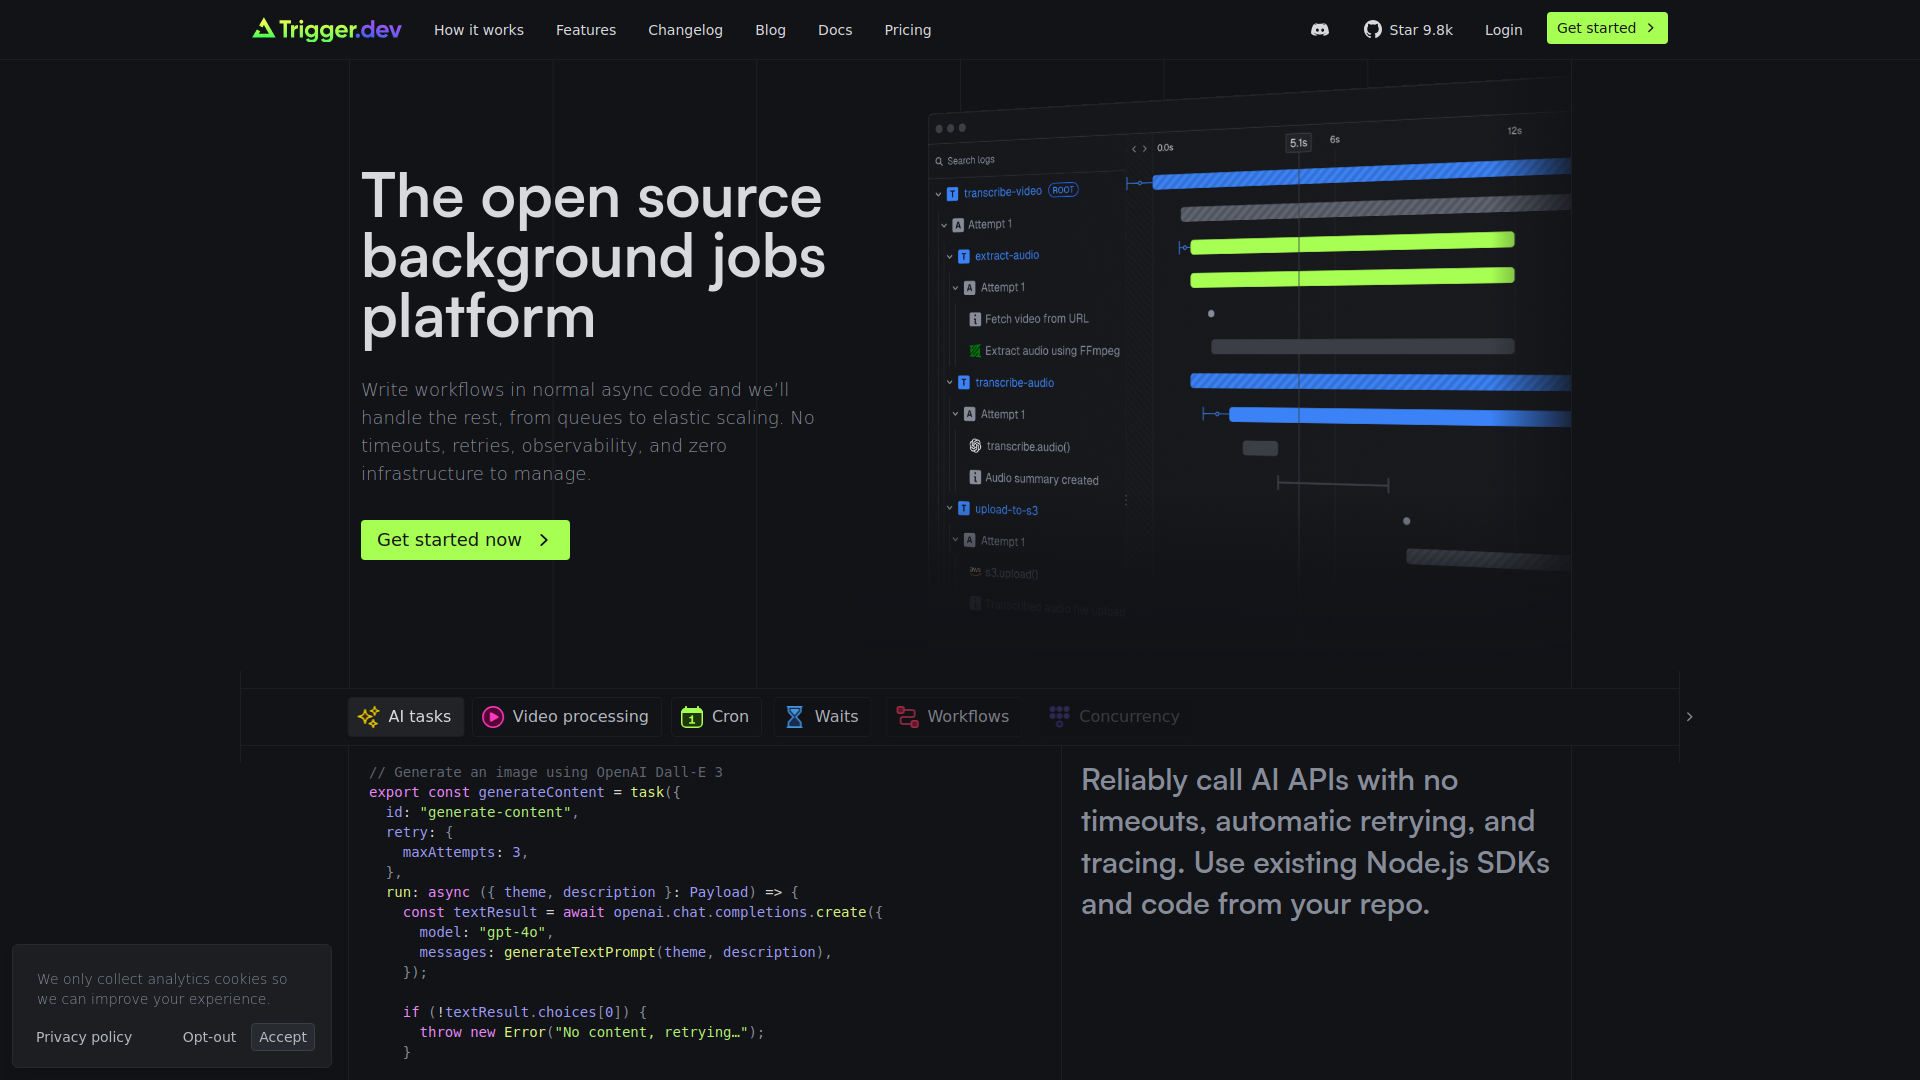 Trigger.dev
How it works
Features
Changelog
Blog
Docs
Pricing
Star 9.8k
Login
Get started
The open source
background jobs
platform
Write workflows in normal async code and we’ll
handle the rest, from queues to elastic scaling. No
timeouts, retries, observability, and zero
infrastructure to manage.
Get started now
Search logs
0.0s
5.1s
6s
12s
T transcribe-video ROOT
A Attempt 1
T extract-audio
A Attempt 1
Fetch video from URL
Extract audio using FFmpeg
T transcribe-audio
A Attempt 1
transcribe.audio()
Audio summary created
T upload-to-s3
A Attempt 1
aws s3.upload()
Transcribed audio file upload
AI tasks
Video processing
1 Cron
Waits
Workflows
Concurrency
// Generate an image using OpenAI Dall-E 3
export const generateContent = task({
id: "generate-content",
retry: {
maxAttempts: 3,
},
run: async ({ theme, description }: Payload) => {
const textResult = await openai.chat.completions.create({
model: "gpt-4o",
messages: generateTextPrompt(theme, description),
});
if (!textResult.choices[0]) {
throw new Error("No content, retrying…");
}
Reliably call AI APIs with no
timeouts, automatic retrying, and
tracing. Use existing Node.js SDKs
and code from your repo.
We only collect analytics cookies so
we can improve your experience.
Privacy policy
Opt-out
Accept